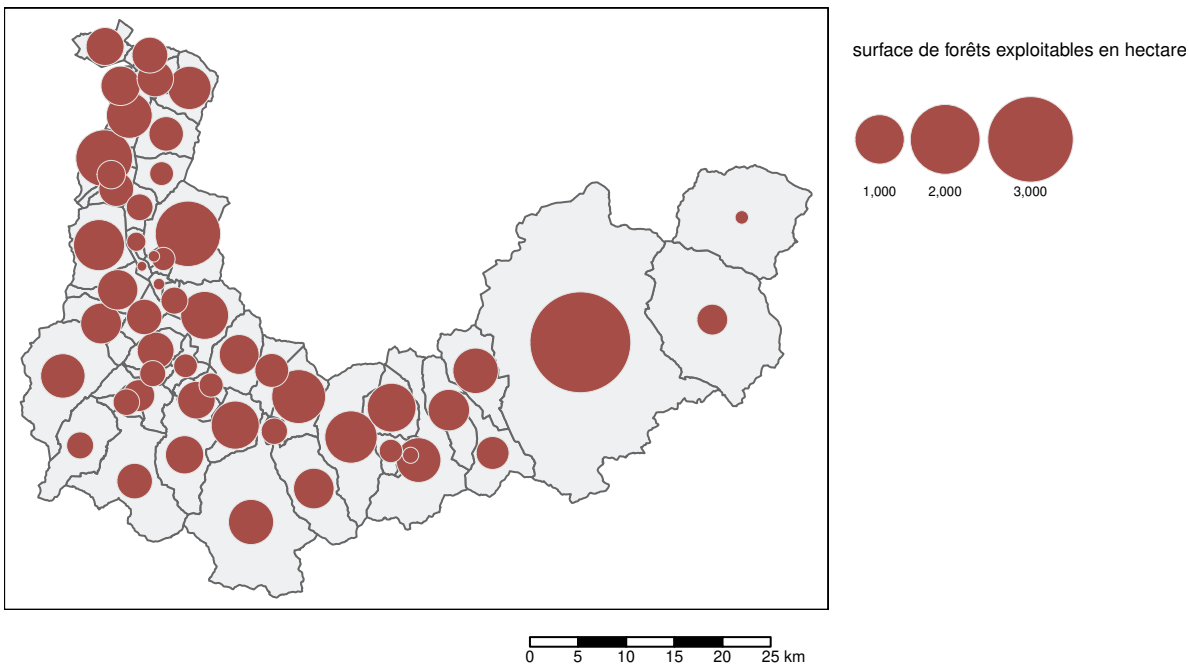 surface de forêts exploitables en hectare
1,000 2,000 3,000
0 5 10 15 20 25 km